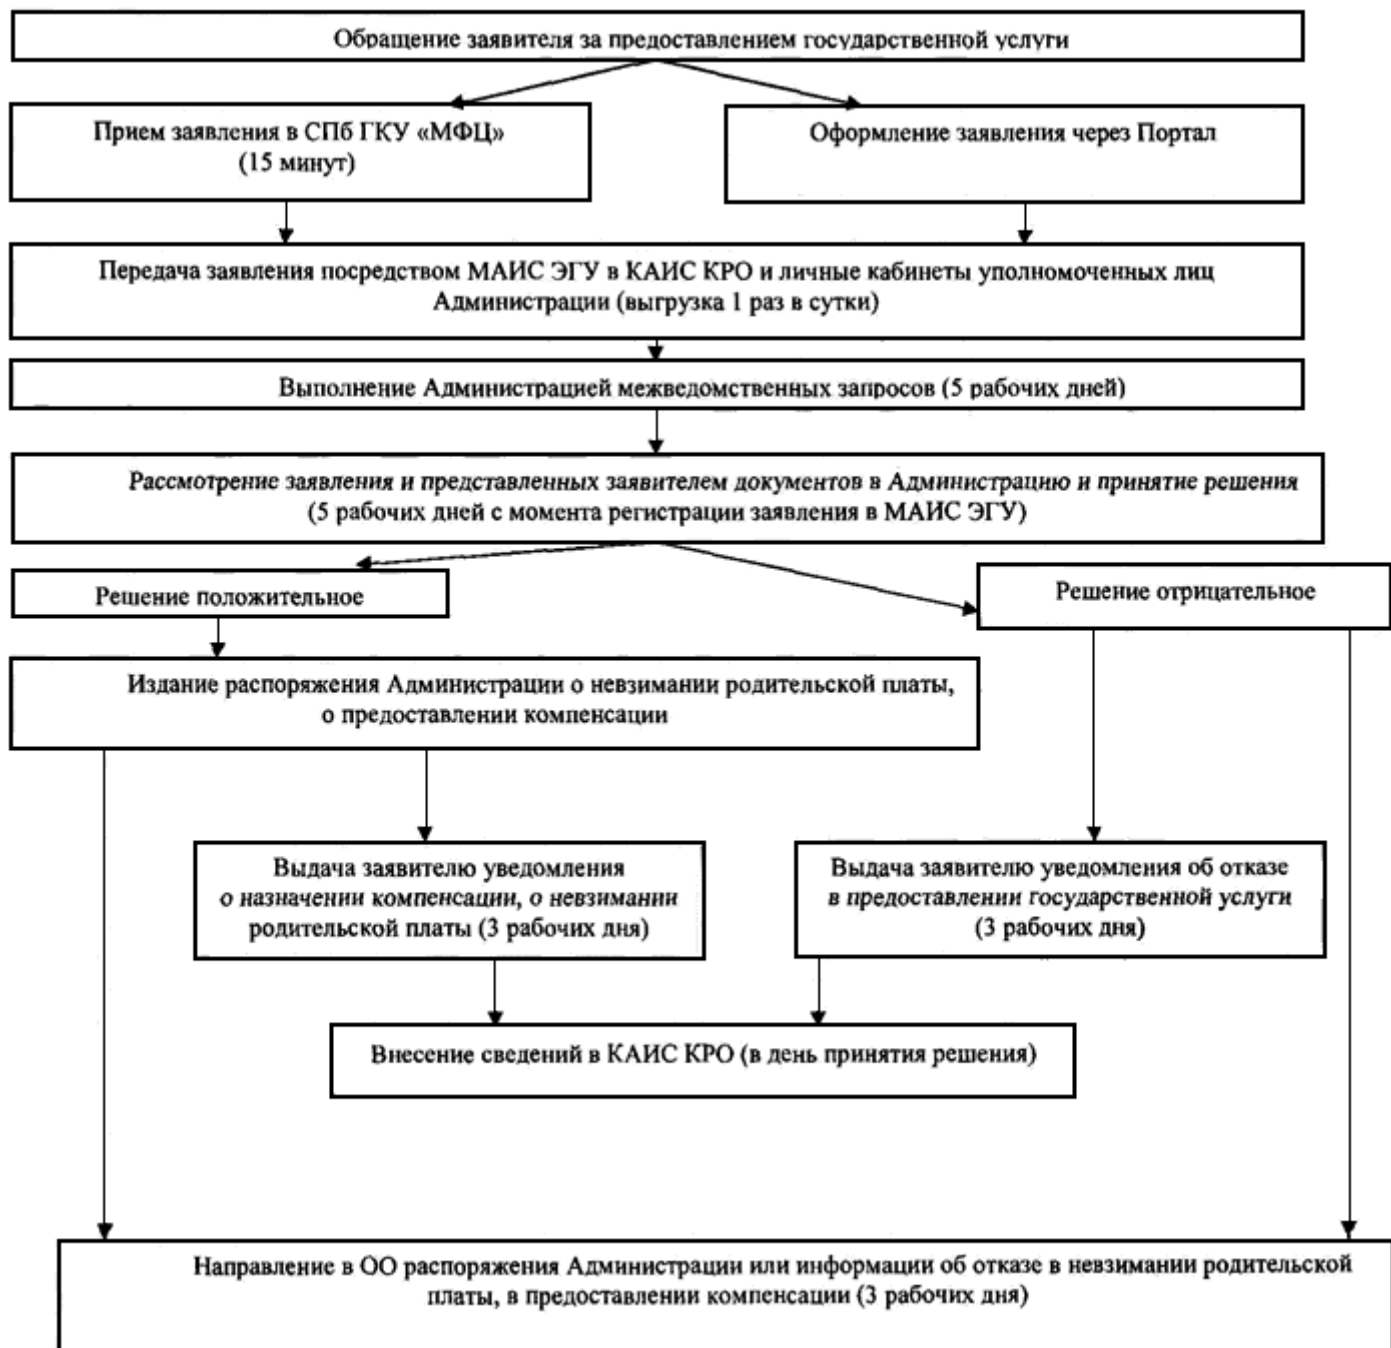 Обращение заявителя за предоставлением государственной услуги
Прием заявления в СПб ГКУ «МФЦ»
(15 минут)
Оформление заявления через Портал
Передача заявления посредством МАИС ЭГУ в КАИС КРО и личные кабинеты уполномоченных лиц
Администрации (выгрузка 1 раз в сутки)
Выполнение Администрацией межведомственных запросов (5 рабочих дней)
Рассмотрение заявления и представленных заявителем документов в Администрацию и принятие решения
(5 рабочих дней с момента регистрации заявления в МАИС ЭГУ)
Решение положительное
Решение отрицательное
Издание распоряжения Администрации о невзимании родительской платы,
о предоставлении компенсации
Выдача заявителю уведомления
о назначении компенсации, о невзимании
родительской платы (3 рабочих дня)
Выдача заявителю уведомления об отказе
в предоставлении государственной услуги
(3 рабочих дня)
Внесение сведений в КАИС КРО (в день принятия решения)
Направление в ОО распоряжения Администрации или информации об отказе в невзимании родительской
платы, в предоставлении компенсации (3 рабочих дня)